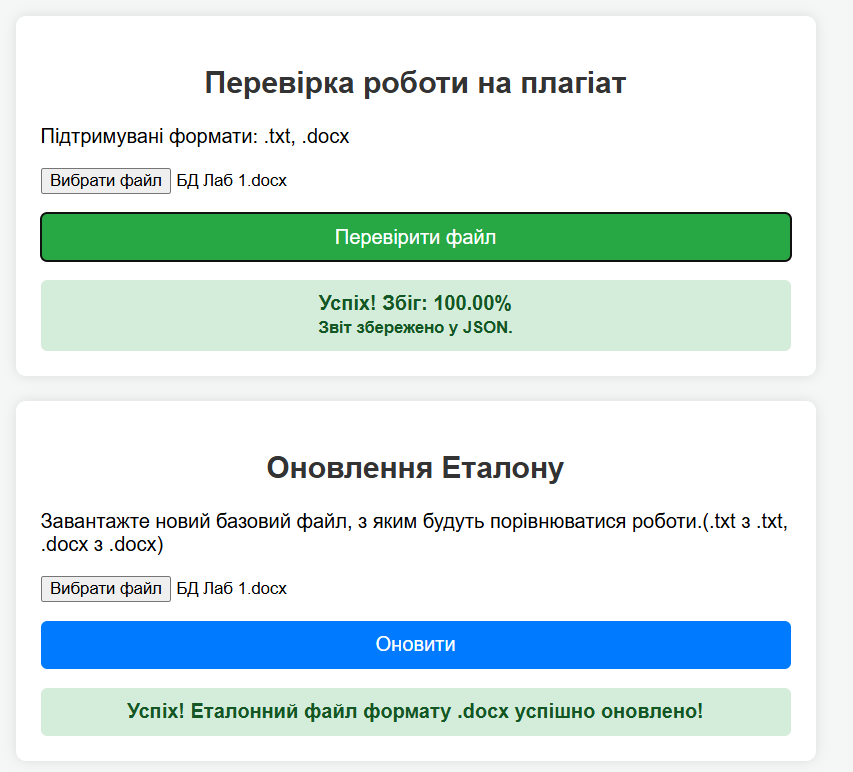 Перевірка роботи на плагіат
Підтримувані формати: .txt, .docx
Вибрати файл БД Лаб 1.docx
Перевірити файл
Успіх! Збіг: 100.00%
Звіт збережено у JSON.
Оновлення Еталону
Завантажте новий базовий файл, з яким будуть порівнюватися роботи.(.txt з .txt,
.docx з .docx)
Вибрати файл БД Лаб 1.docx
Оновити
Успіх! Еталонний файл формату .docx успішно оновлено!